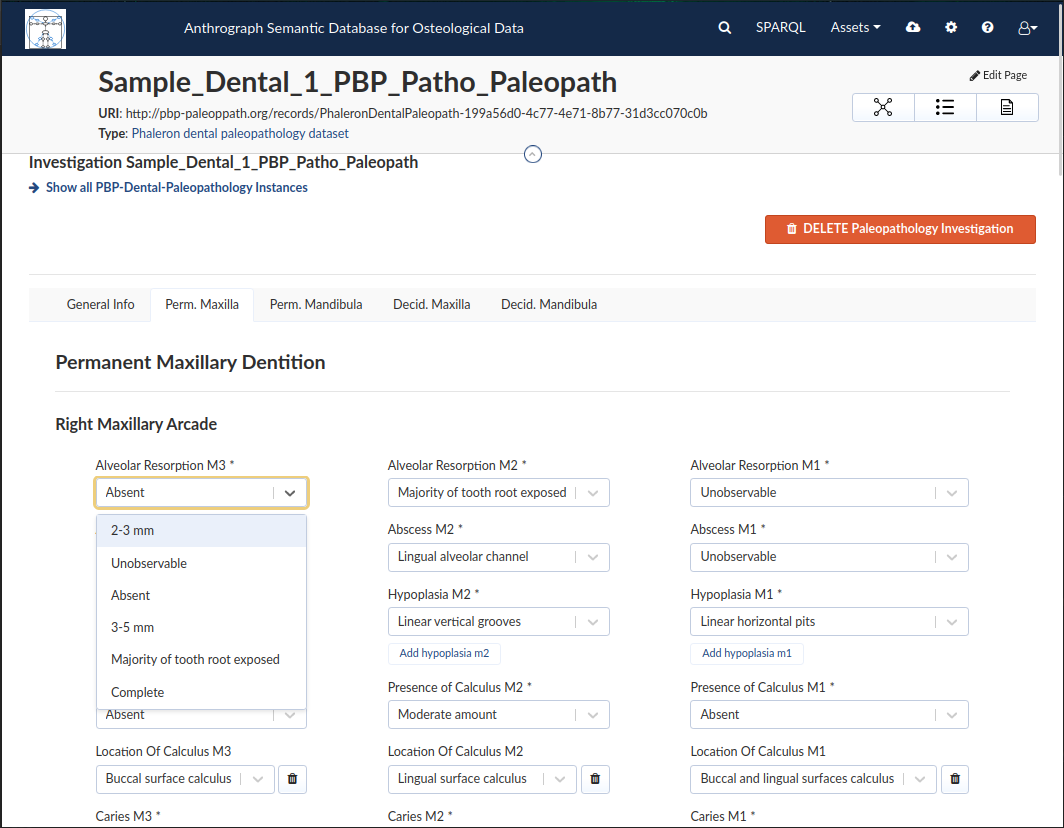 Anthrograph Semantic Database for Osteological Data
SPARQL
Assets
Sample_Dental_1_PBP_Patho_Paleopath
Edit Page
URI: http://pbp-paleoppath.org/records/PhaleronDentalPaleopath-199a56d0-4c77-4e71-8b77-31d3cc070c0b
Type: Phaleron dental paleopathology dataset
Investigation Sample_Dental_1_PBP_Patho_Paleopath
Show all PBP-Dental-Paleopathology Instances
DELETE Paleopathology Investigation
General Info Perm. Maxilla Perm. Mandibula Decid. Maxilla Decid. Mandibula
Permanent Maxillary Dentition
Right Maxillary Arcade
Alveolar Resorption M3 * Alveolar Resorption M2 * Alveolar Resorption M1 *
Absent Majority of tooth root exposed Unobservable
2-3 mm
Unobservable
Absent
3-5 mm
Majority of tooth root exposed
Complete
Abscess M2 * Abscess M1 *
Lingual alveolar channel Unobservable
Hypoplasia M2 * Hypoplasia M1 *
Linear vertical grooves Linear horizontal pits
Add hypoplasia m2 Add hypoplasia m1
Presence of Calculus M2 * Presence of Calculus M1 *
Absent Moderate amount Absent
Location Of Calculus M3 Location Of Calculus M2 Location Of Calculus M1
Buccal surface calculus Lingual surface calculus Buccal and lingual surfaces calculus
Caries M3 * Caries M2 * Caries M1 *